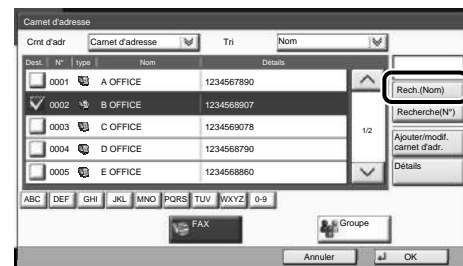 Carnet d'adresse
Crnt d'adr Carnet d'adresse Tri Nom
Dest. N° type Nom Détails
0001 A OFFICE 1234567890
0002 B OFFICE 1234568907
0003 C OFFICE 1234569078
0004 D OFFICE 1234568790
0005 E OFFICE 1234568860
1/2
Rech.(Nom)
Recherche(N°)
Ajouter/modif.
carnet d'adr.
Détails
ABC DEF GHI JKL MNO PQRS TUV WXYZ 0-9
FAX Groupe
Annuler OK